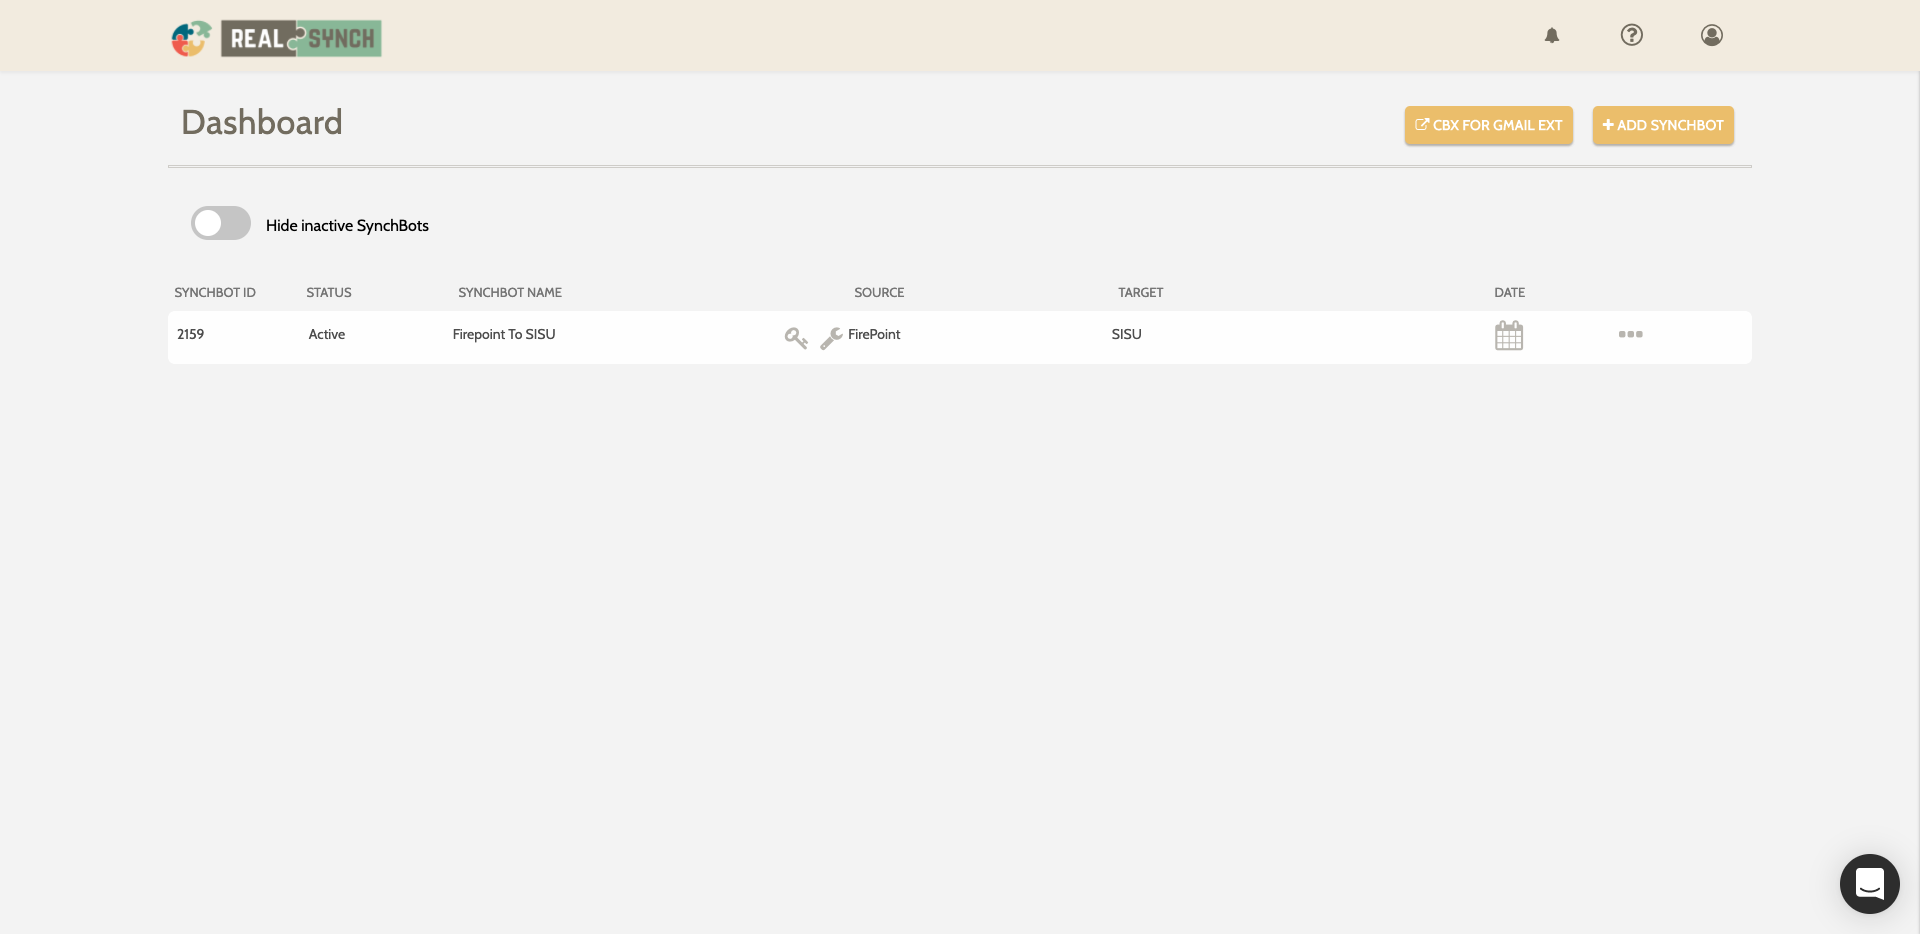 REAL SYNCH
Dashboard
CBX FOR GMAIL EXT
+ ADD SYNCHBOT
Hide inactive SynchBots
SYNCHBOT ID STATUS SYNCHBOT NAME SOURCE TARGET DATE
2159 Active Firepoint To SISU FirePoint SISU